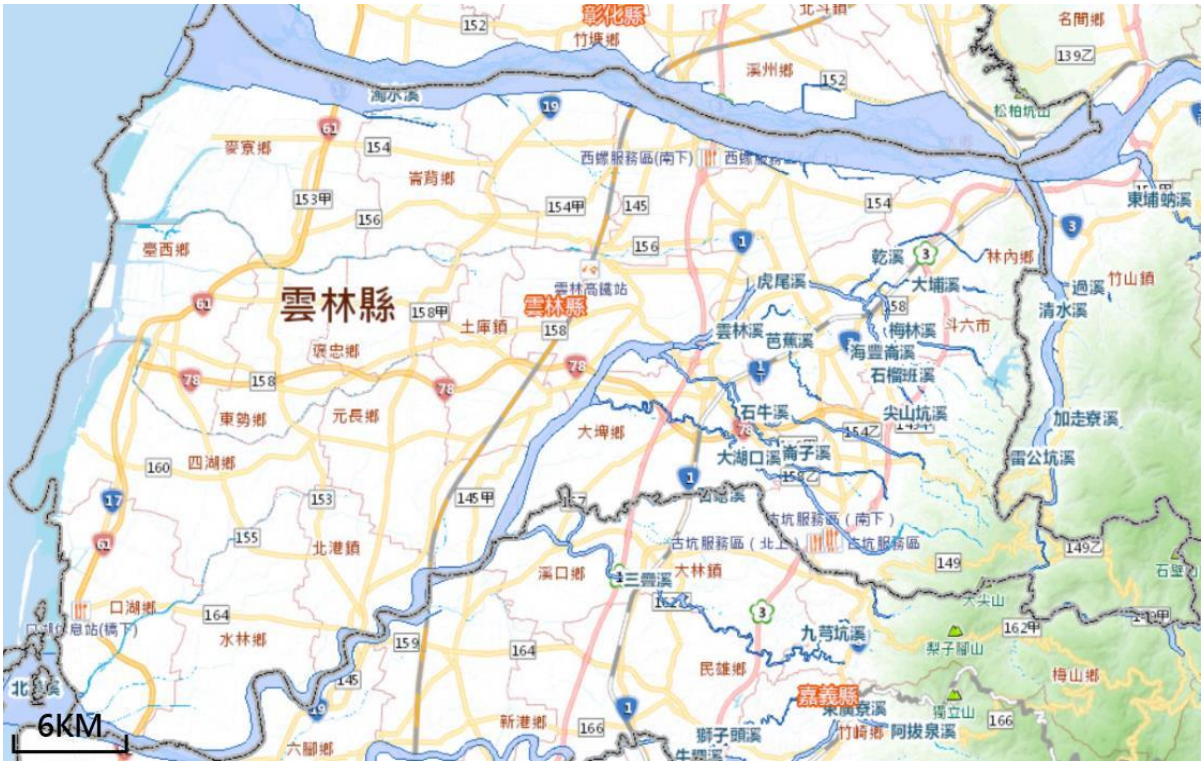 彰化縣
北斗鎮
名間鄉
152
竹塘鄉
139乙
溪州鄉
152
濁水溪
19
松柏坑山
61
154
麥寮鄉
西螺服務區(南下)
崙背鄉
153甲
154甲
145
154
東埔蚋溪
156
1
3
臺西鄉
156
乾溪
3
林內鄉
雲林高鐵站
虎尾溪
大埔溪
竹山鎮
過溪
61
雲林縣
158甲
雲林縣
158
清水溪
土庫鎮
158
雲林溪
芭蕉溪
梅林溪
斗六市
海豐崙溪
褒忠鄉
78
1
石榴班溪
78
158
78
東勢鄉
元長鄉
石牛溪
尖山坑溪
加走寮溪
大埤鄉
78
154乙
四湖鄉
160
大湖口溪
崙子溪
雷公坑溪
17
153
145甲
1
古坑服務區（南下）
155
北港鎮
古坑服務區
149乙
61
溪口鄉
三疊溪
大林鎮
149
口湖鄉
164
3
大尖山
水林鄉
159
九芎坑溪
162甲
164
梨子腳山
145
民雄鄉
梅山鄉
嘉義縣
獨立山
6KM
新港鄉
166
1
獅子頭溪
竹崎鄉
阿拔泉溪
166
六腳鄉